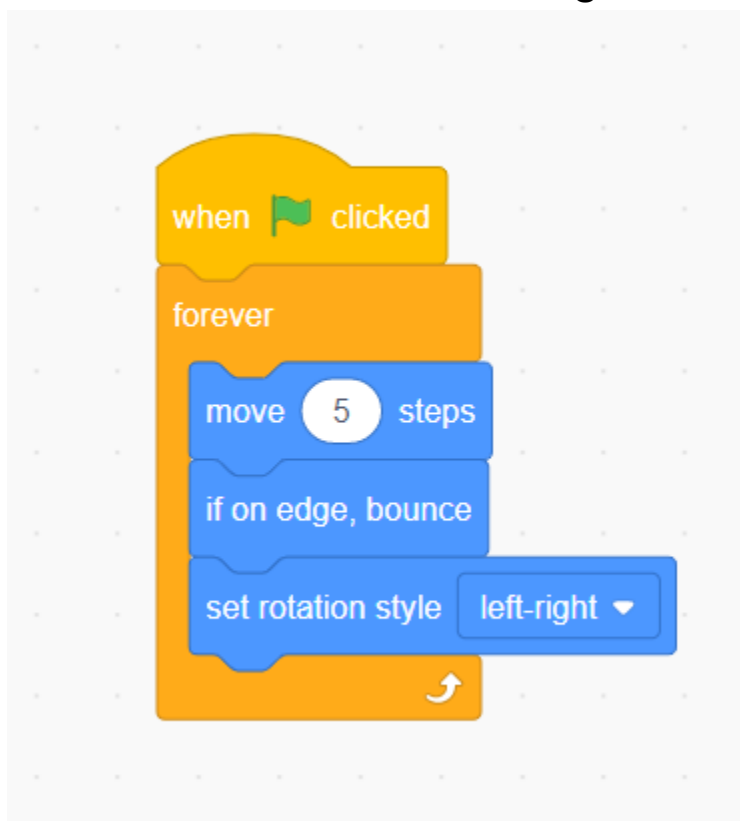 when clicked
forever
move 5 steps
if on edge, bounce
set rotation style left-right